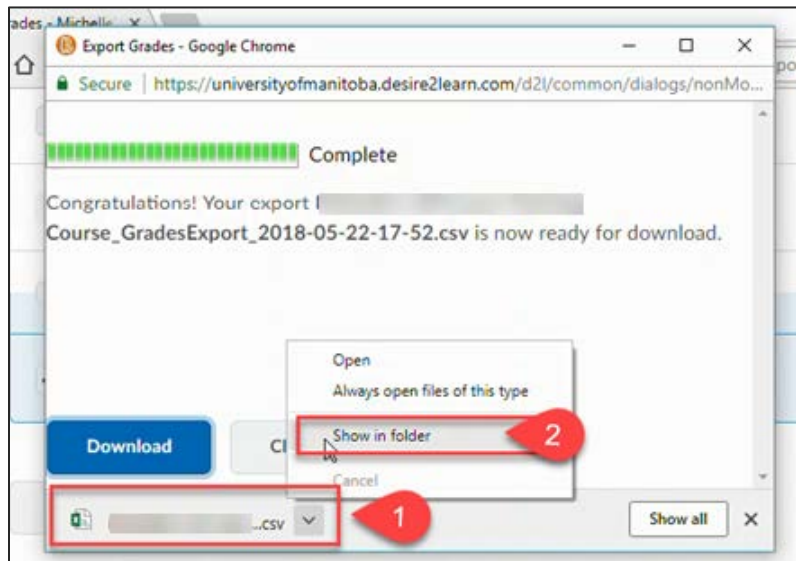 ades - Michelle
Export Grades - Google Chrome
Secure | https://universityofmanitoba.desire2learn.com/d2l/common/dialogs/nonMo...
Complete
Congratulations! Your export
Course_GradesExport_2018-05-22-17-52.csv is now ready for download.
Open
Always open files of this type
Show in folder
2
Download
Cl
Cancel
...csv
1
Show all